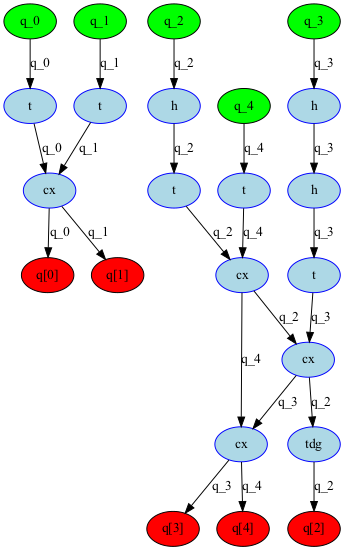 q_0 q_1 q_2 q_3
q_0 q_1 q_2 q_3
t t h q_4 h
q_0 q_1 q_2 q_4 q_3
cx t t h
q_0 q_1 q_2 q_4 q_3
q[0] q[1] cx t
q_2 q_3
q_4 cx
q_3 q_2
cx tdg
q_3 q_4 q_2
q[3] q[4] q[2]